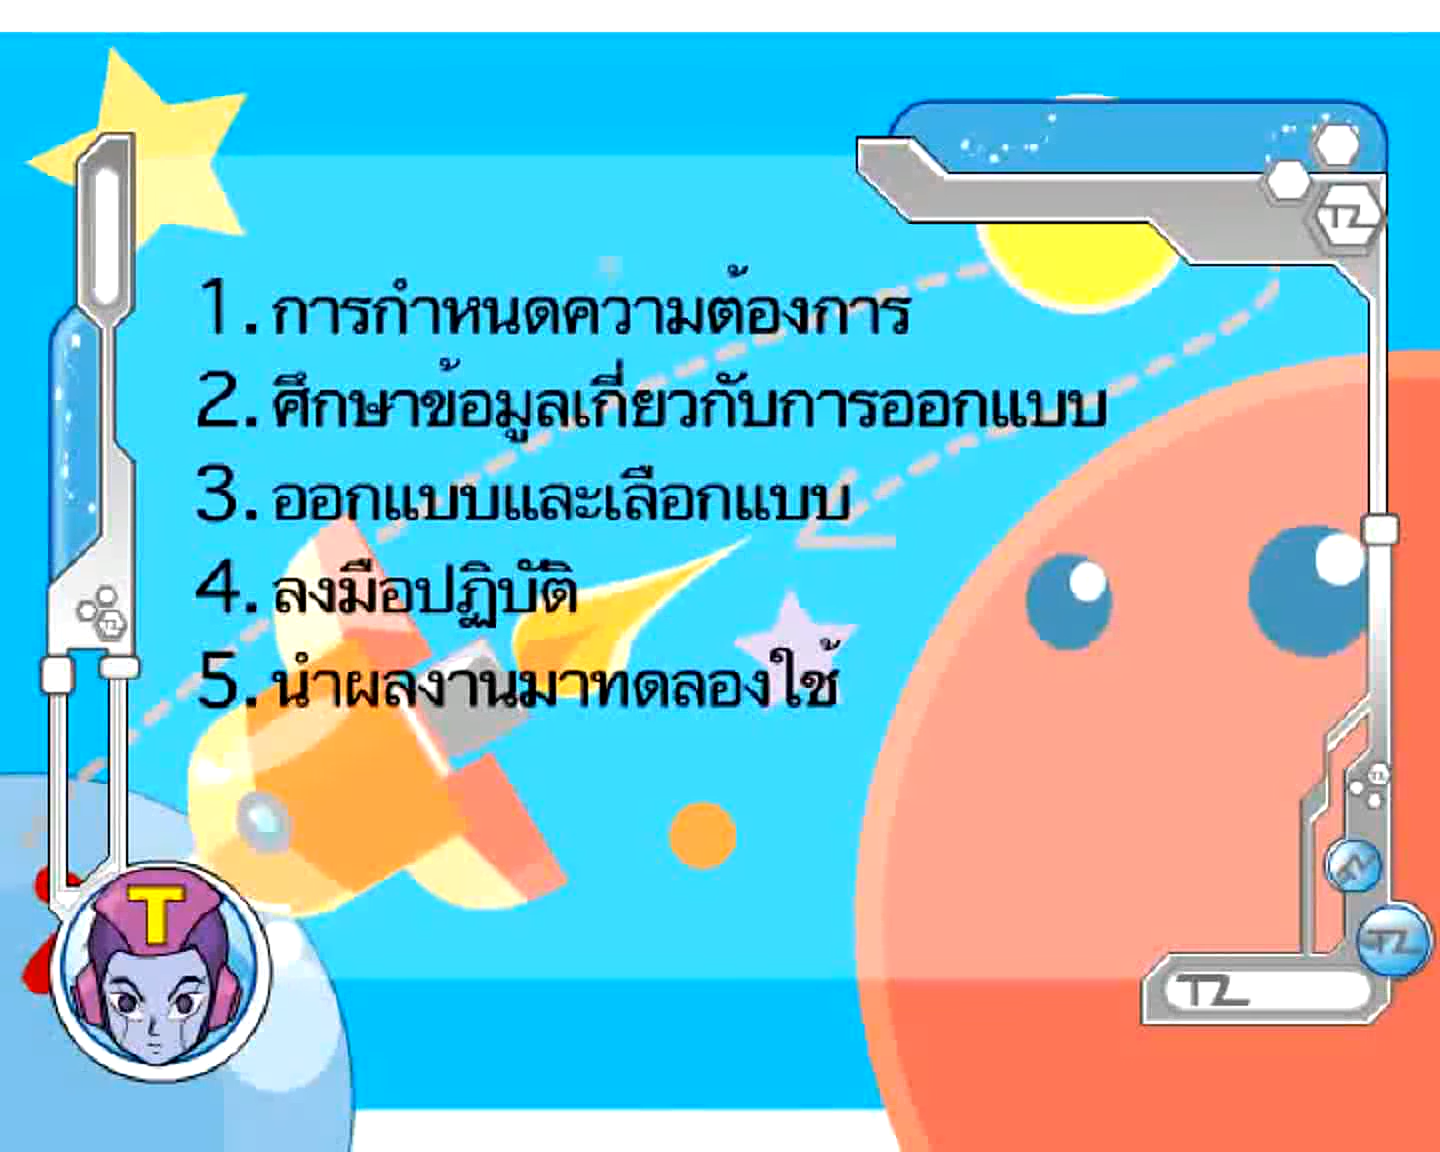 1. การกำหนดความต้องการ
2. ศึกษาข้อมูลเกี่ยวกับการออกแบบ
3. ออกแบบและเลือกแบบ
4. ลงมือปฏิบัติ
5. นำผลงานมาทดลองใช้
T
TZ
TZ
TZ